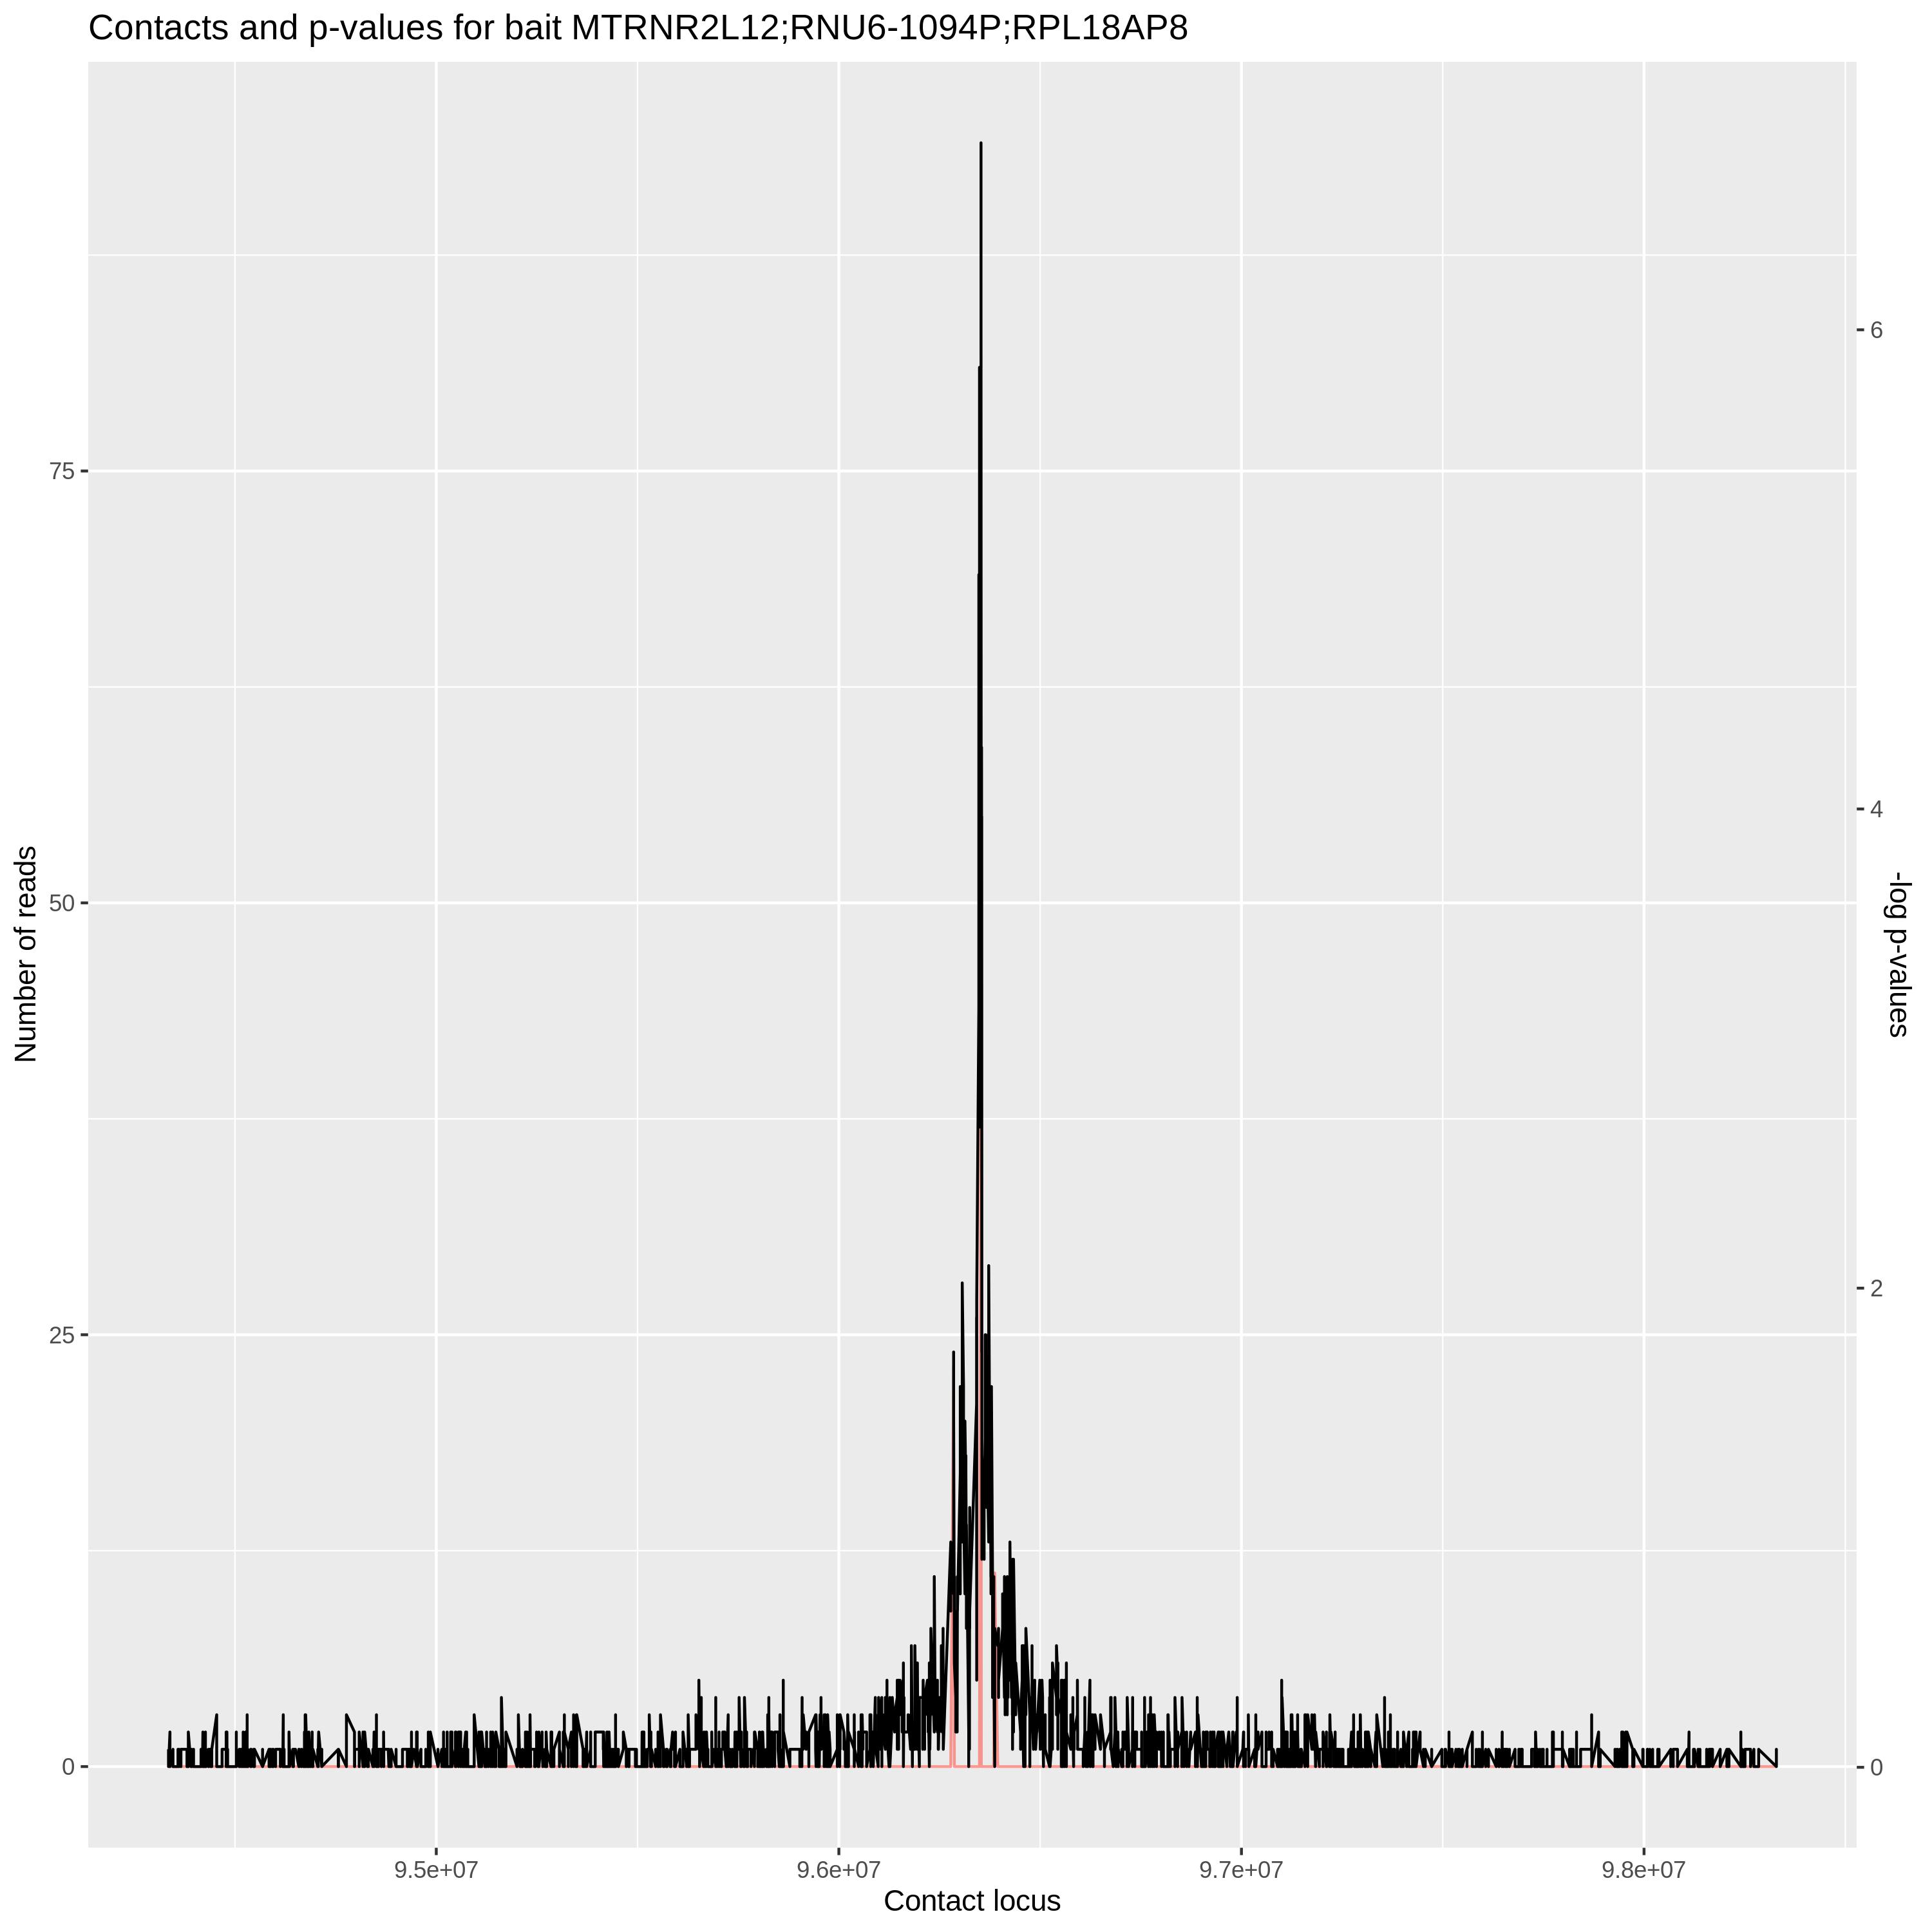 Contacts and p-values for bait MTRNR2L12;RNU6-1094P;RPL18AP8
Number of reads
75
50
25
0
6
4
2
0
-log p-values
9.5e+07 9.6e+07 9.7e+07 9.8e+07
Contact locus